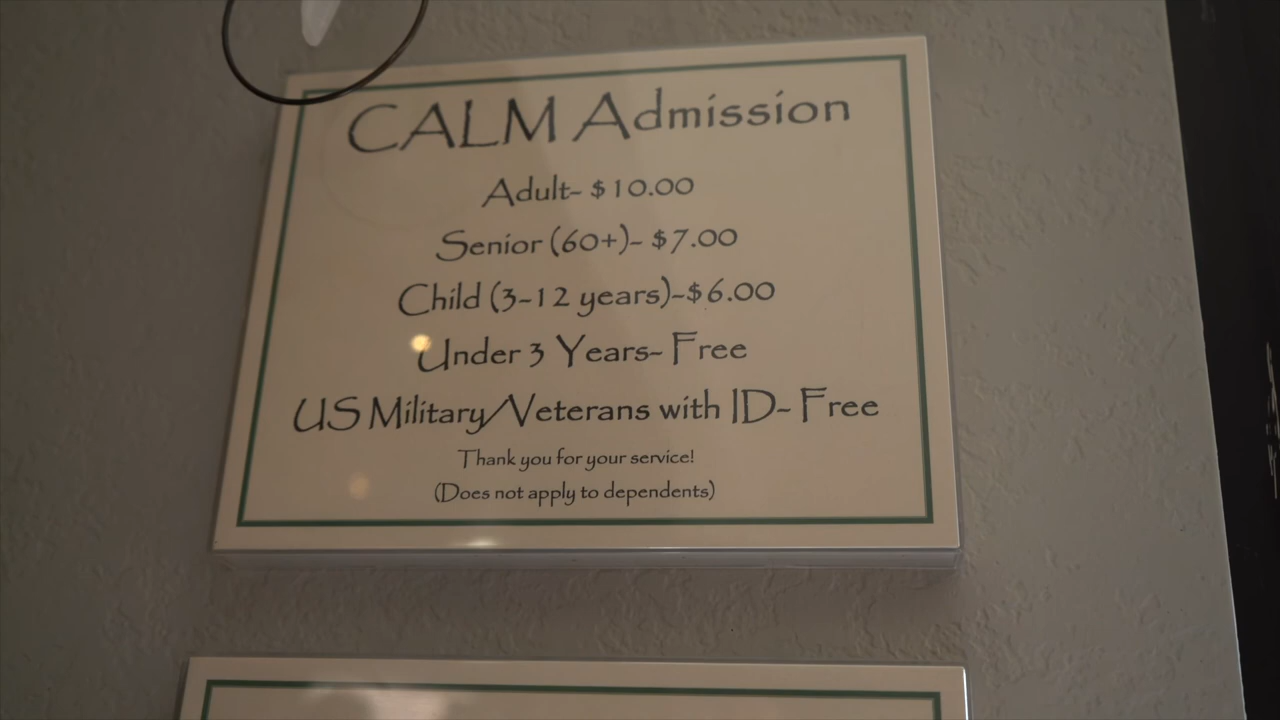 CALM Admission
Adult- $10.00
Senior (60+)- $7.00
Child (3-12 years)-$6.00
Under 3 Years- Free
US Military/Veterans with ID- Free
Thank you for your service!
(Does not apply to dependents)